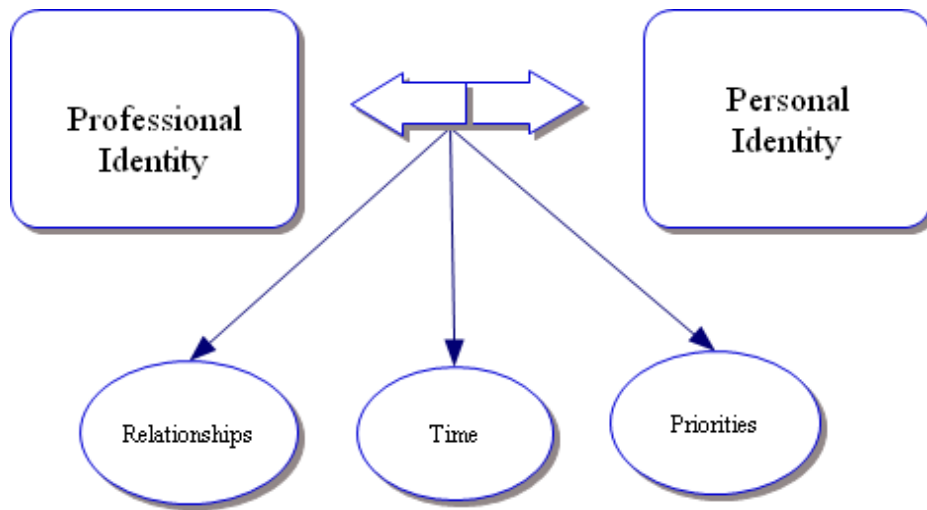 Professional
Identity
Personal
Identity
Relationships
Time
Priorities